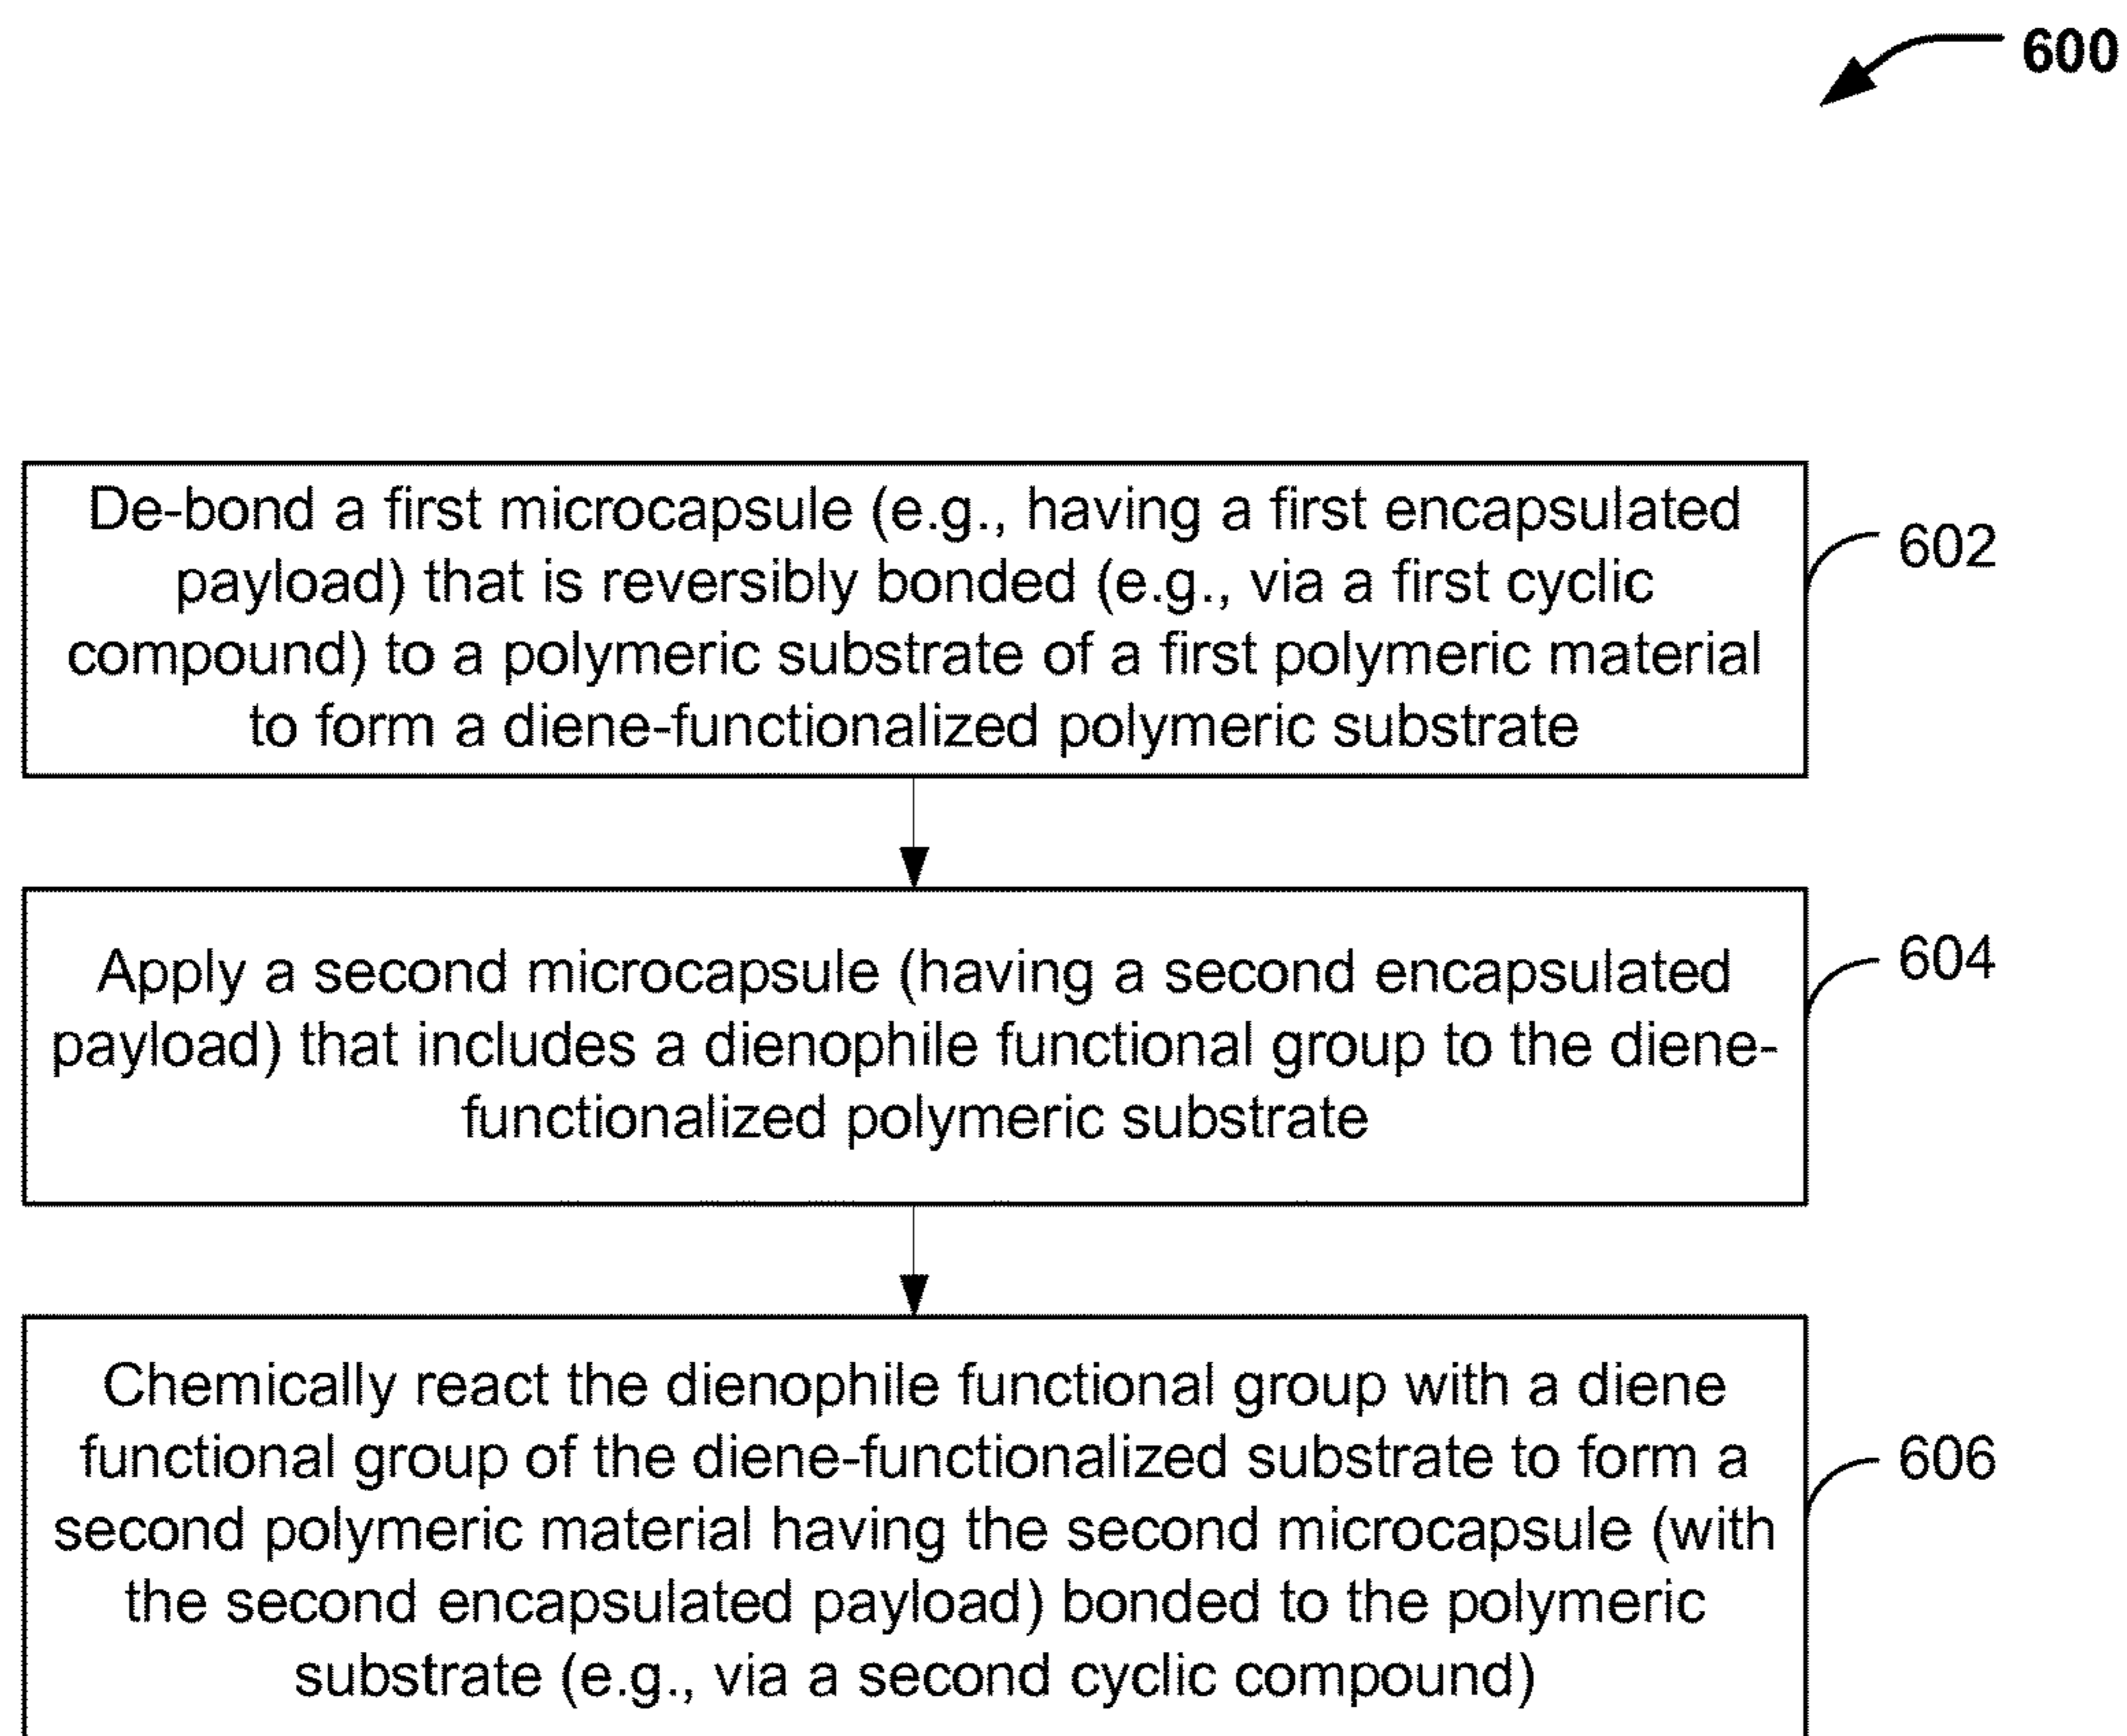 600
De-bond a first microcapsule (e.g., having a first encapsulated
payload) that is reversibly bonded (e.g., via a first cyclic
compound) to a polymeric substrate of a first polymeric material
to form a diene-functionalized polymeric substrate
602
Apply a second microcapsule (having a second encapsulated
payload) that includes a dienophile functional group to the diene-
functionalized polymeric substrate
604
Chemically react the dienophile functional group with a diene
functional group of the diene-functionalized substrate to form a
second polymeric material having the second microcapsule (with
the second encapsulated payload) bonded to the polymeric
substrate (e.g., via a second cyclic compound)
606